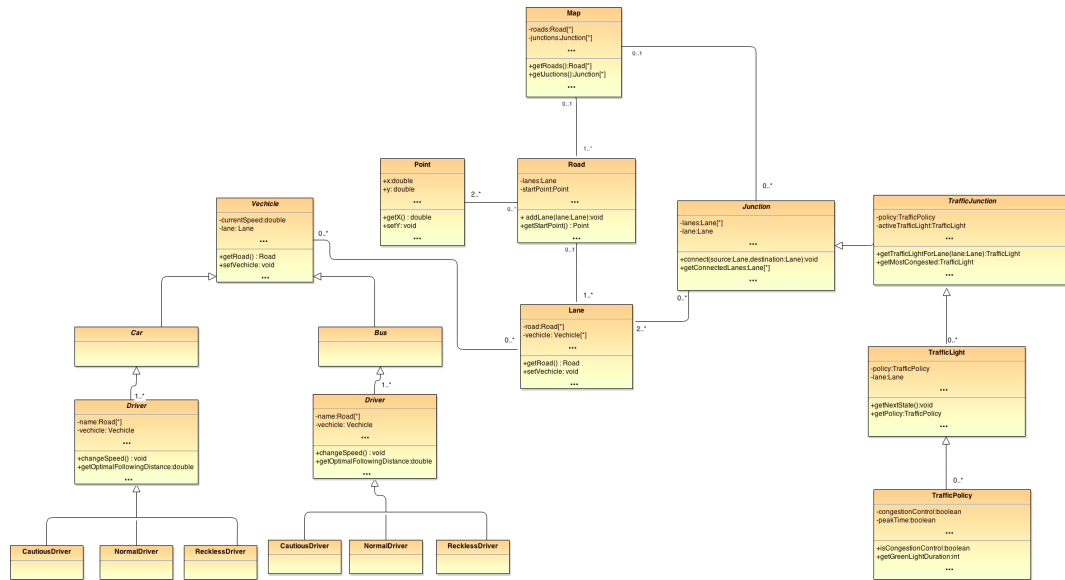 Map
-roads:Road[*]
-junctions:Junction[*]
...
+getRoads():Road[*]
+getJuctions():Junction[*]
...
0..1
0..1
1..*
0..*
Point
+x:double
+y: double
...
+getX() : double
+setY: void
...
2..*
0..*
Road
-lanes:Lane
-startPoint:Point
...
+ addLane(lane:Lane):void
+getStartPoint() : Point
...
0..1
1..*
Vechicle
-currentSpeed:double
-lane: Lane
...
+getRoad() : Road
+setVechicle: void
...
0..*
0..*
Junction
-lanes:Lane[*]
-lane:Lane
...
+connect(source:Lane,destination:Lane):void
+getConnectedLanes:Lane[*]
...
0..*
2..*
TrafficJunction
-policy:TrafficPolicy
-activeTrafficLight:TrafficLight
...
+getTrafficLightForLane(lane:Lane):TrafficLight
+getMostCongested:TrafficLight
...
0..*
Lane
-road:Road[*]
-vechicle: Vechicle[*]
...
+getRoad() : Road
+setVechicle: void
...
Car
Bus
1..*
1..*
TrafficLight
-policy:TrafficPolicy
-lane:Lane
...
+getNextState():void
+getPolicy:TrafficPolicy
...
0..*
Driver
-name:Road[*]
-vechicle: Vechicle
...
+changeSpeed() : void
+getOptimalFollowingDistance:double
...
Driver
-name:Road[*]
-vechicle: Vechicle
...
+changeSpeed() : void
+getOptimalFollowingDistance:double
...
TrafficPolicy
-congestionControl:boolean
-peakTime:boolean
...
+isCongestionControl:boolean
+getGreenLightDuration:int
...
CautiousDriver
NormalDriver
RecklessDriver
CautiousDriver
NormalDriver
RecklessDriver